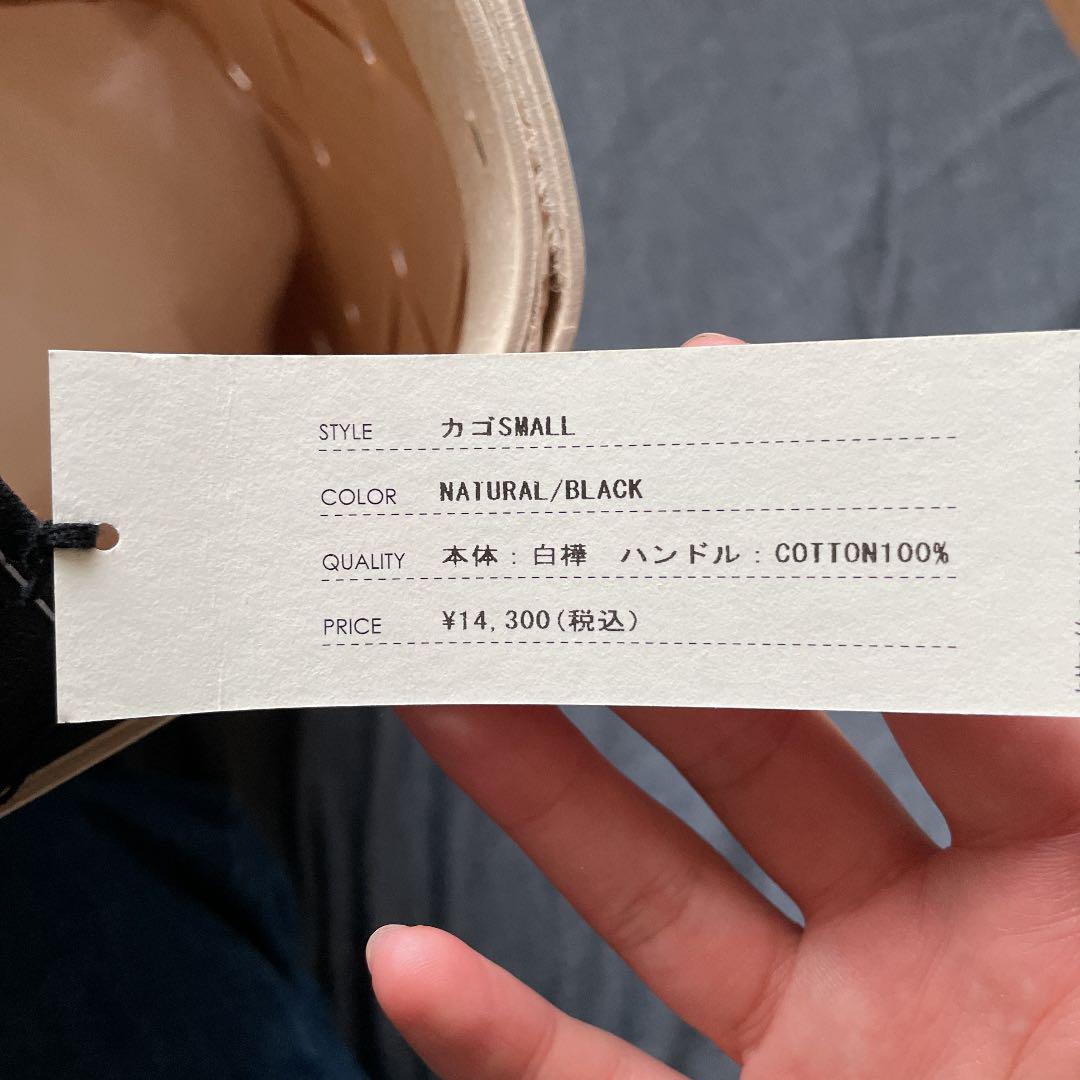 STYLE カゴSMALL
COLOR NATURAL/BLACK
QUALITY 本体：白樺　ハンドル：COTTON100%
PRICE ¥14,300(税込)